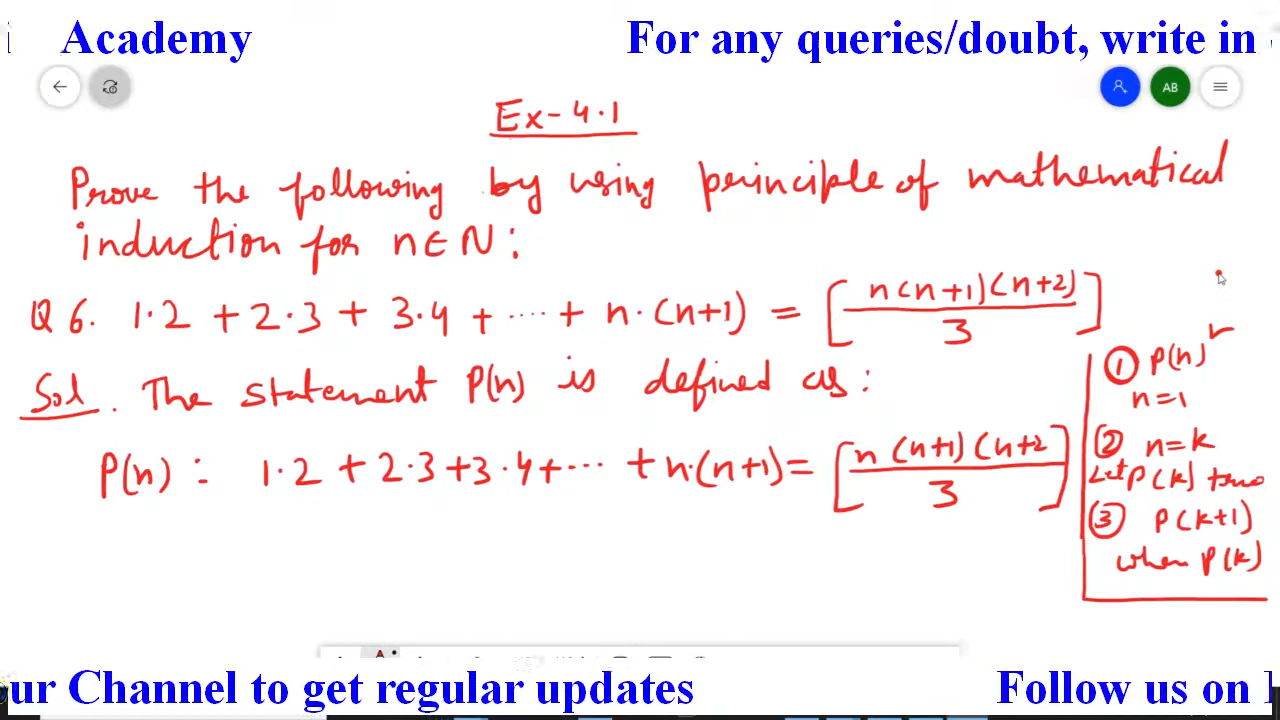 i Academy For any queries/doubt, write in
AB
Ex-4.1
Prove the following by using principle of mathematical
induction for n∈N:
Q6. 1·2 + 2·3 + 3·4 + ···· + n·(n+1) = [n(n+1)(n+2)/3]
Sol. The statement P(n) is defined as:
P(n): 1·2 + 2·3 + 3·4 + ··· + n·(n+1) = [n(n+1)(n+2/3]
① P(n) ✓
n=1
② n=k
Let P(k) true
③ P(k+1)
when P(k)
ur Channel to get regular updates Follow us on